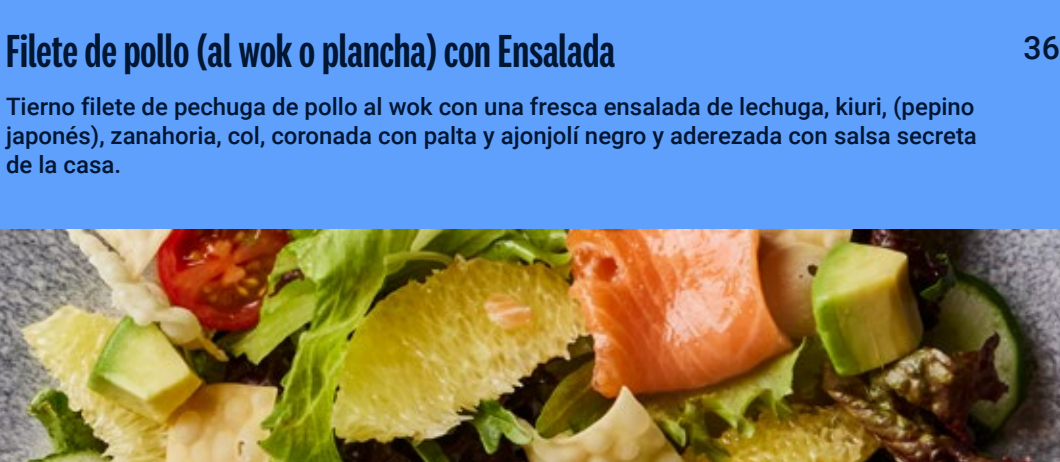 Filete de pollo (al wok o plancha) con Ensalada 36
Tierno filete de pechuga de pollo al wok con una fresca ensalada de lechuga, kiuri, (pepino
japonés), zanahoria, col, coronada con palta y ajonjolí negro y aderezada con salsa secreta
de la casa.